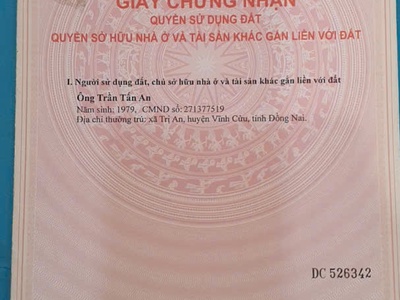 GIẤY CHỨNG NHẬN
QUYỀN SỬ DỤNG ĐẤT
QUYỀN SỞ HỮU NHÀ Ở VÀ TÀI SẢN KHÁC GẮN LIỀN VỚI ĐẤT
I. Người sử dụng đất, chủ sở hữu nhà ở và tài sản khác gắn liền với đất
Ông Trần Tấn An
Năm sinh: 1979, .CMND số: 271377519
Địa chỉ thường trú: xã Trị An, huyện Vĩnh Cửu, tỉnh Đồng Nai.
DC 526342